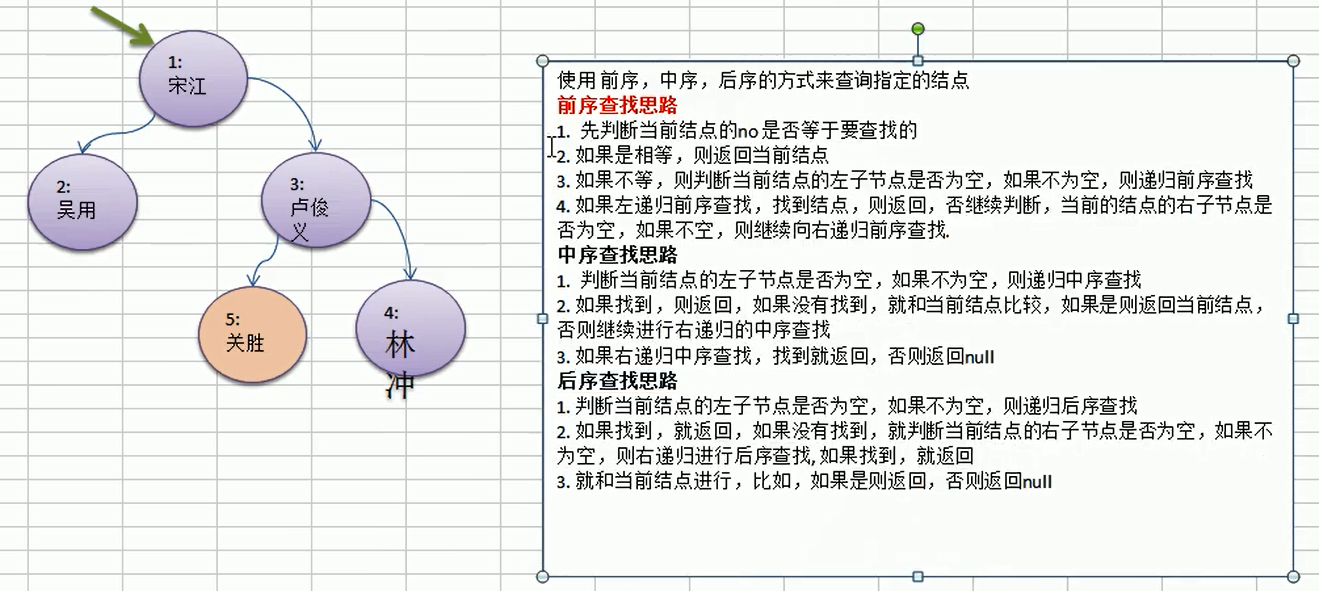 1:
宋江
2:
吴用
3:
卢俊
义
5:
关胜
4:
林
冲
使用前序，中序，后序的方式来查询指定的结点
前序查找思路
1. 先判断当前结点的no是否等于要查找的
2. 如果是相等，则返回当前结点
3. 如果不等，则判断当前结点的左子节点是否为空，如果不为空，则递归前序查找
4. 如果左递归前序查找，找到结点，则返回，否继续判断，当前的结点的右子节点是
否为空，如果不空，则继续向右递归前序查找.
中序查找思路
1. 判断当前结点的左子节点是否为空，如果不为空，则递归中序查找
2. 如果找到，则返回，如果没有找到，就和当前结点比较，如果是则返回当前结点，
否则继续进行右递归的中序查找
3. 如果右递归中序查找，找到就返回，否则返回null
后序查找思路
1. 判断当前结点的左子节点是否为空，如果不为空，则递归后序查找
2. 如果找到，就返回，如果没有找到，就判断当前结点的右子节点是否为空，如果不
为空，则右递归进行后序查找,如果找到，就返回
3. 就和当前结点进行，比如，如果是则返回，否则返回null